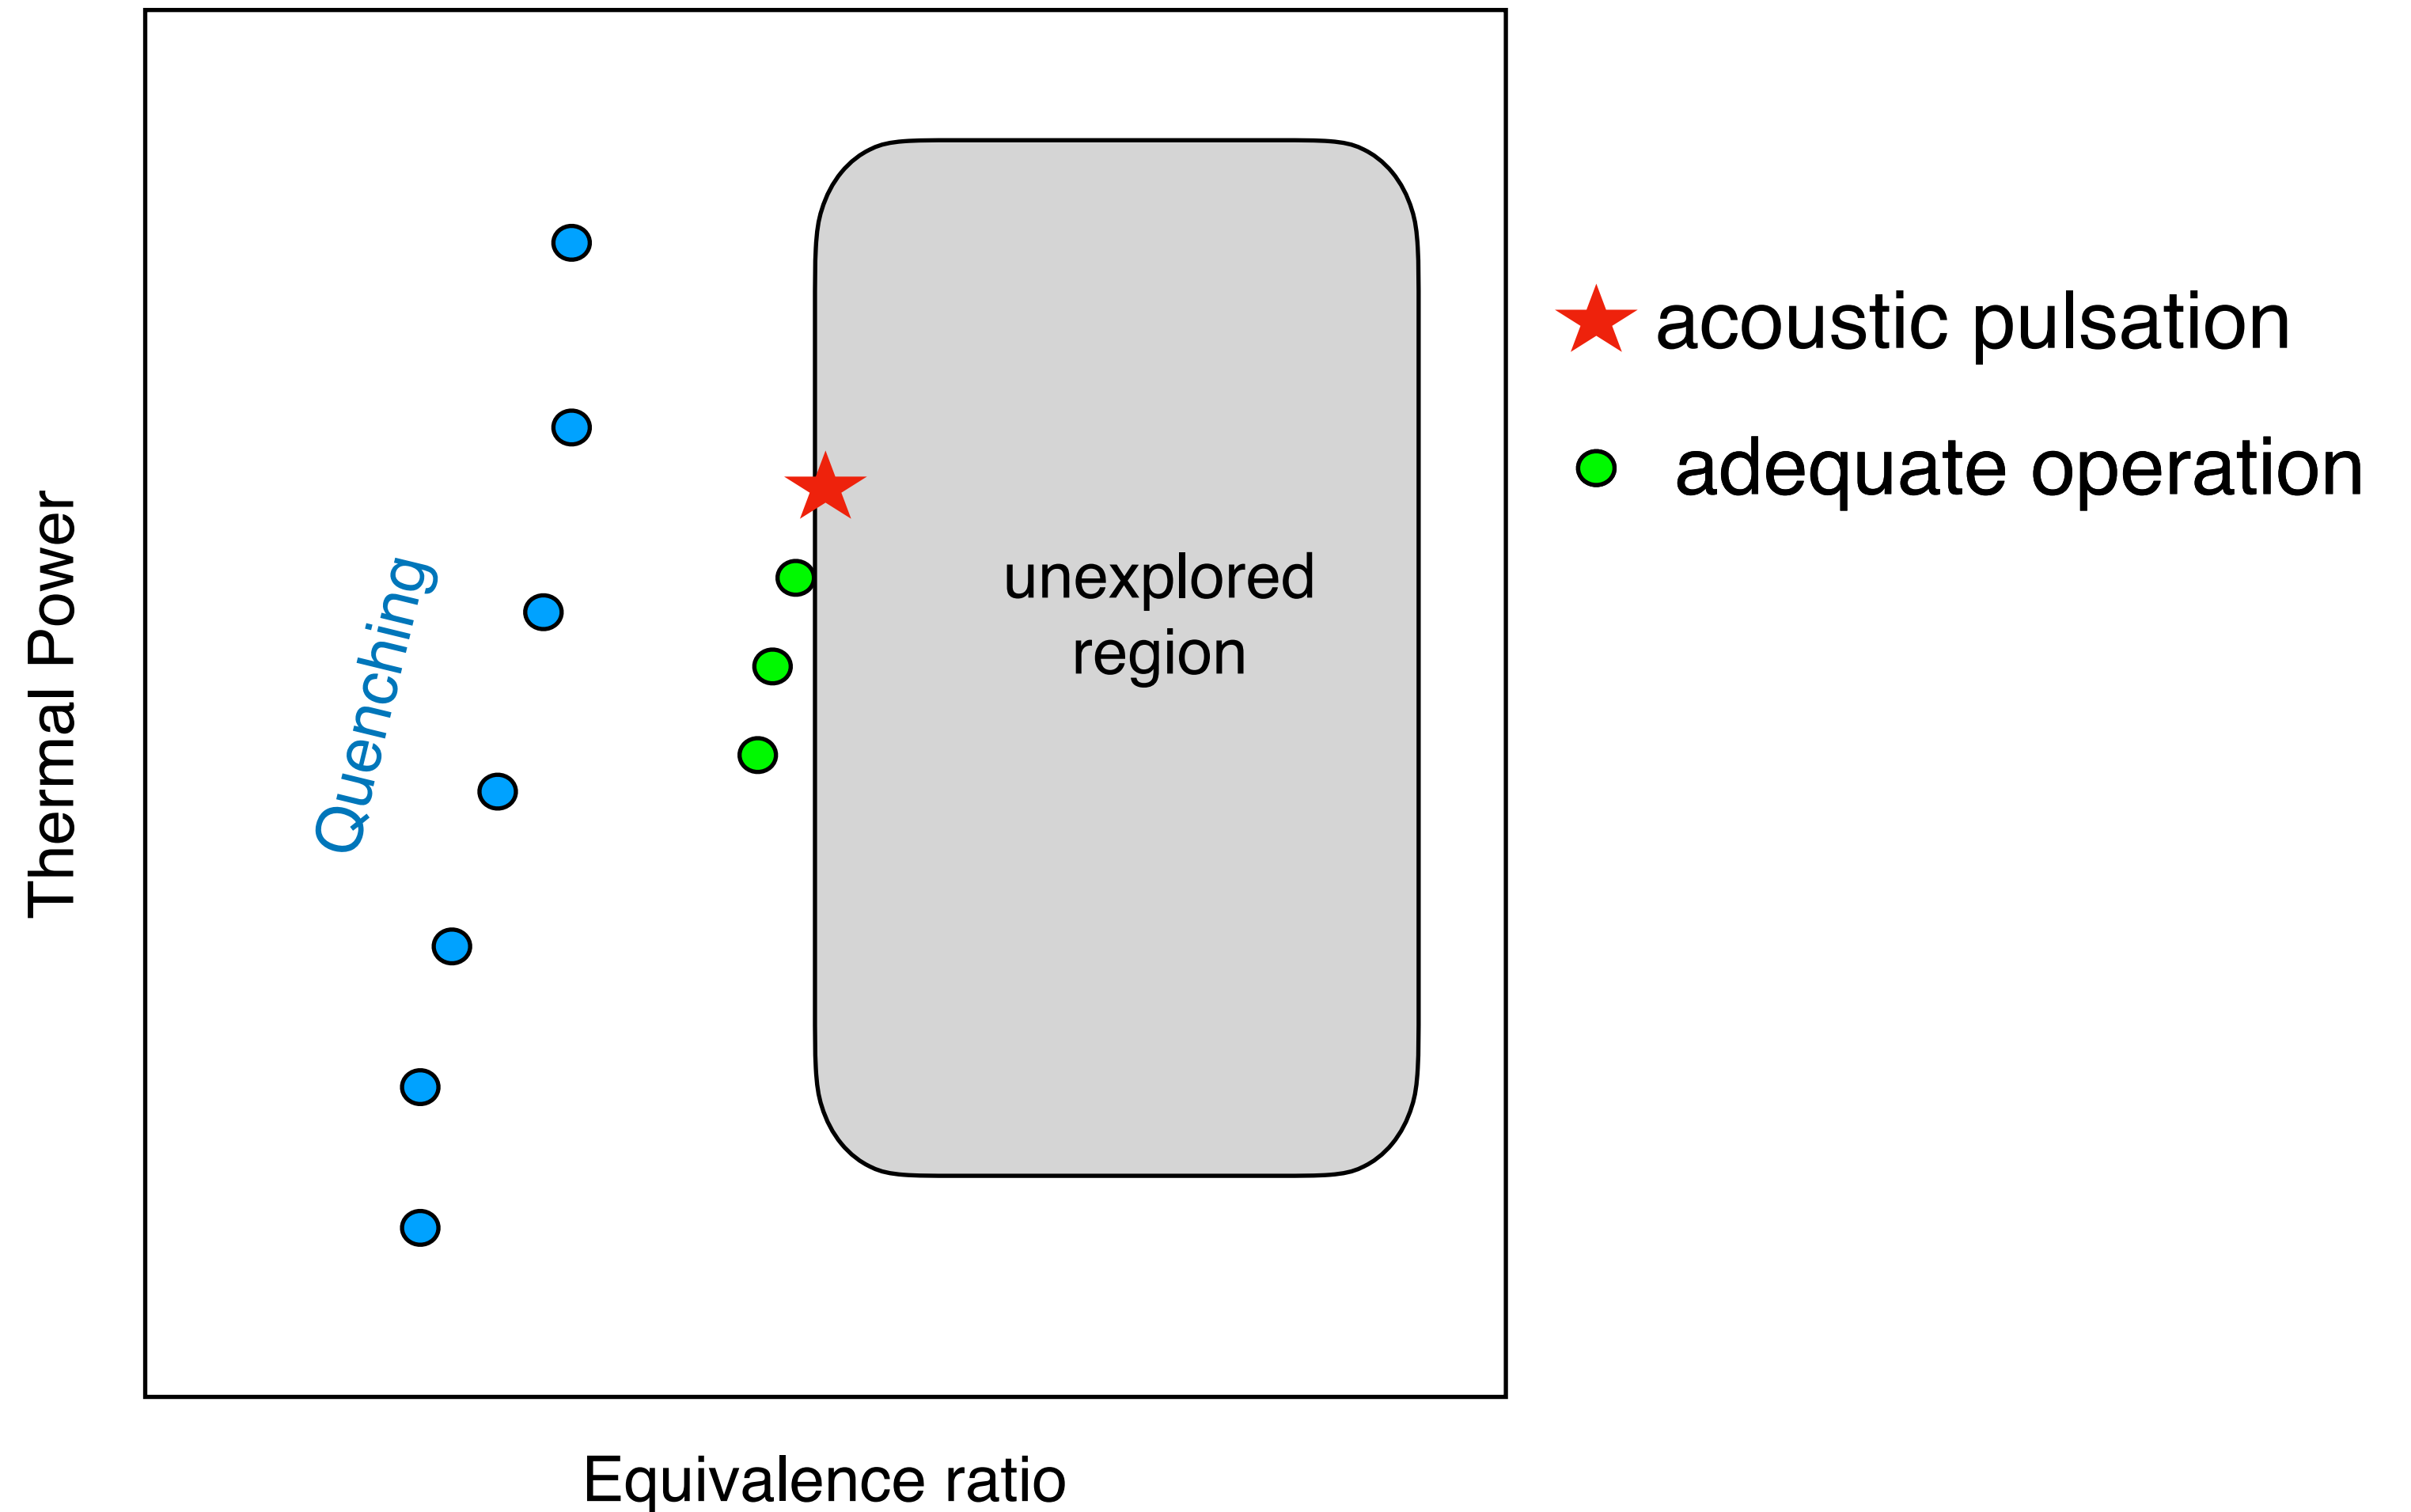 Thermal Power
Quenching
unexplored
region
acoustic pulsation
adequate operation
Equivalence ratio